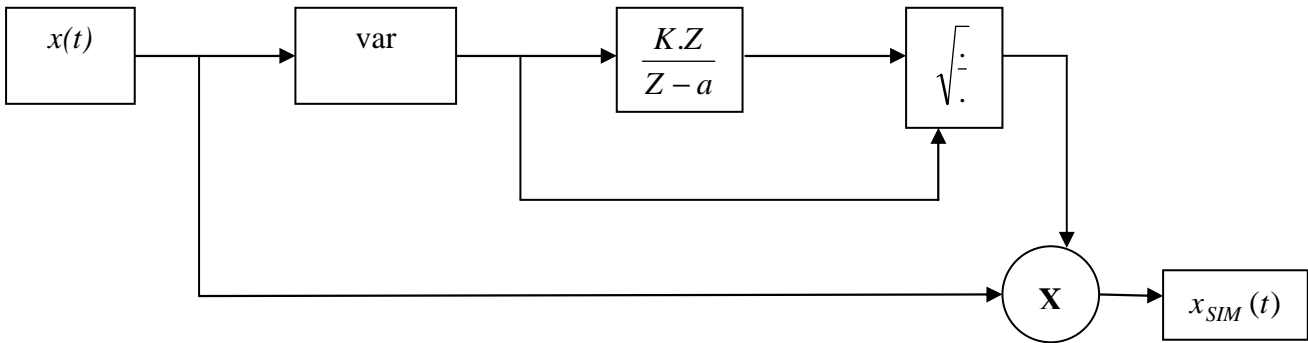 x(t)
var
K.Z
Z − a
√(. / .)
X
x_SIM (t)